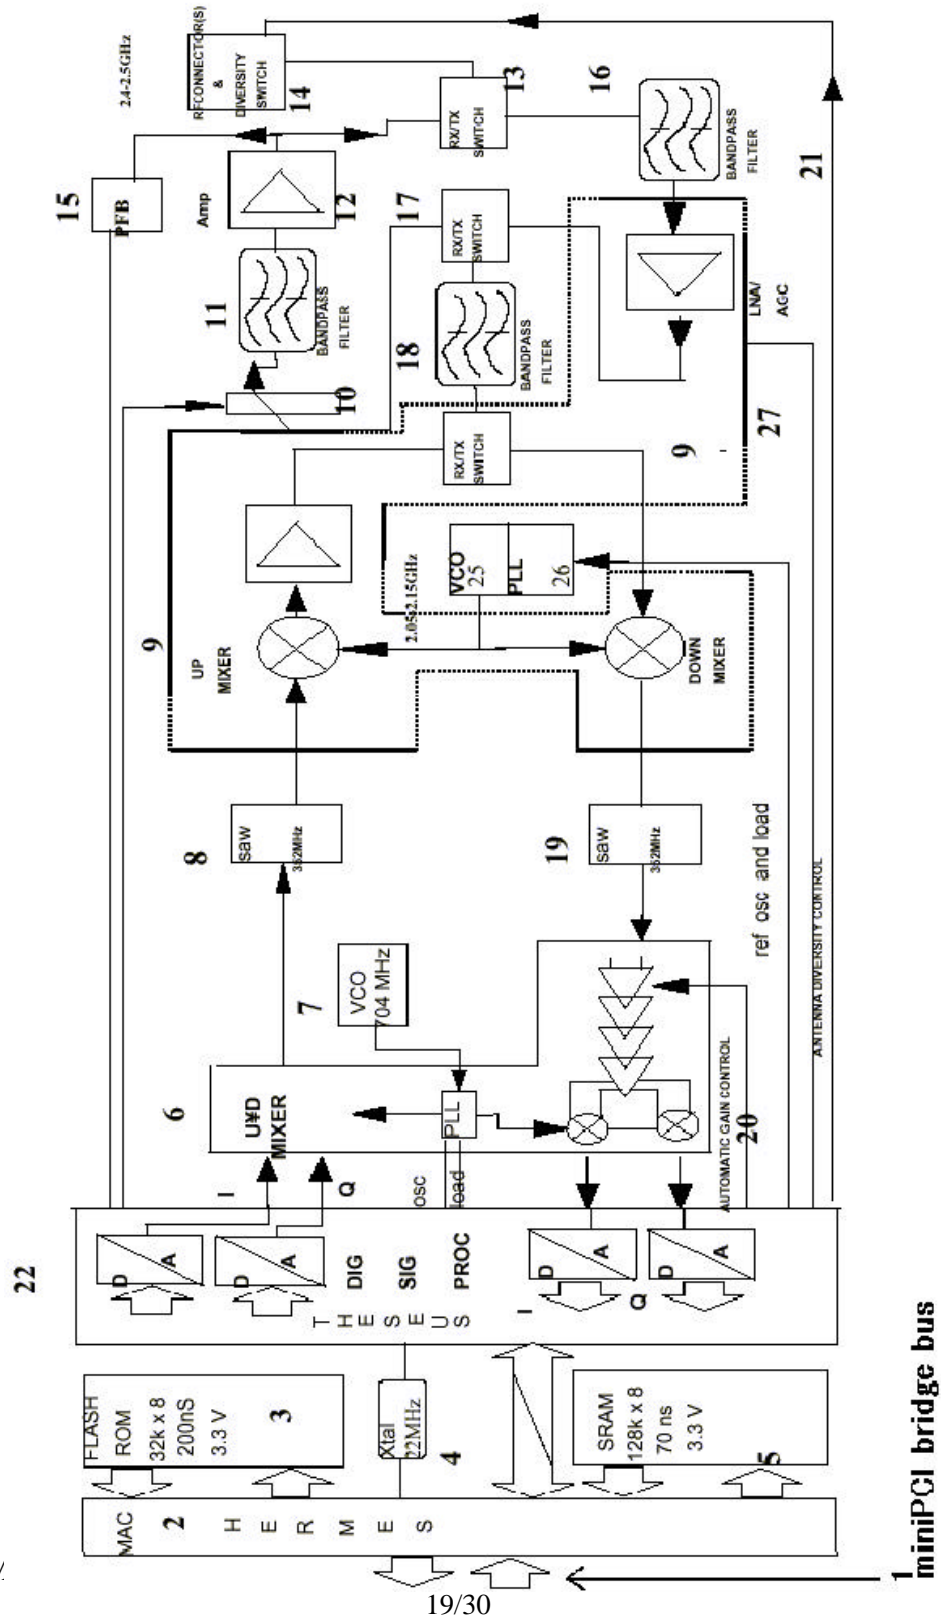 2.4-2.5GHz
RFCONNECTOR(S)
&
DIVERSITY
SWITCH
14
RX/TX
SWITCH
13
16
BANDPASS
FILTER
21
15
PFB
Amp
12
17
RX/TX
SWITCH
LNA/
AGC
11
BANDPASS
FILTER
18
BANDPASS
FILTER
10
RX/TX
SWITCH
9
27
VCO
25
PLL
26
2.05-2.15GHz
9
UP
MIXER
DOWN
MIXER
8
saw
352MHz
19
saw
352MHz
ref osc and load
ANTENNA DIVERSITY CONTROL
7
VCO
704 MHz
6
U¥D
MIXER
PLL
AUTOMATIC GAIN CONTROL
20
I
Q
osc
load
22
D
A
D
A
DIG
SIG
PROC
THESEUS
D
A
D
A
I
Q
FLASH
ROM
32k x 8
200nS
3.3 V
3
Xtal
22MHz
4
SRAM
128k x 8
70 ns
3.3 V
5
MAC
2
HERMES
1
miniPCI bridge bus
19/30